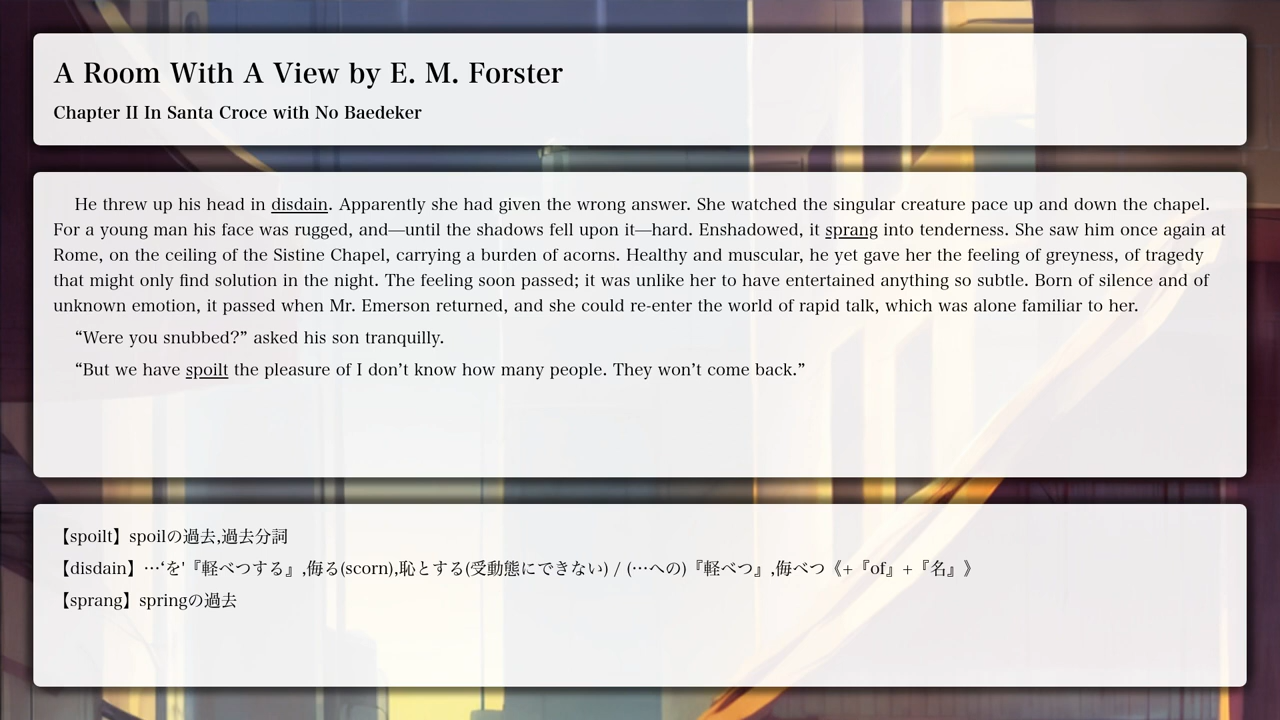 A Room With A View by E. M. Forster
Chapter II In Santa Croce with No Baedeker
He threw up his head in disdain. Apparently she had given the wrong answer. She watched the singular creature pace up and down the chapel.
For a young man his face was rugged, and—until the shadows fell upon it—hard. Enshadowed, it sprang into tenderness. She saw him once again at
Rome, on the ceiling of the Sistine Chapel, carrying a burden of acorns. Healthy and muscular, he yet gave her the feeling of greyness, of tragedy
that might only find solution in the night. The feeling soon passed; it was unlike her to have entertained anything so subtle. Born of silence and of
unknown emotion, it passed when Mr. Emerson returned, and she could re-enter the world of rapid talk, which was alone familiar to her.
“Were you snubbed?” asked his son tranquilly.
“But we have spoilt the pleasure of I don’t know how many people. They won’t come back.”
【spoilt】spoilの過去,過去分詞
【disdain】…‘を'『軽べつする』,侮る(scorn),恥とする(受動態にできない) / (…への)『軽べつ』,侮べつ《+『of』+『名』》
【sprang】springの過去